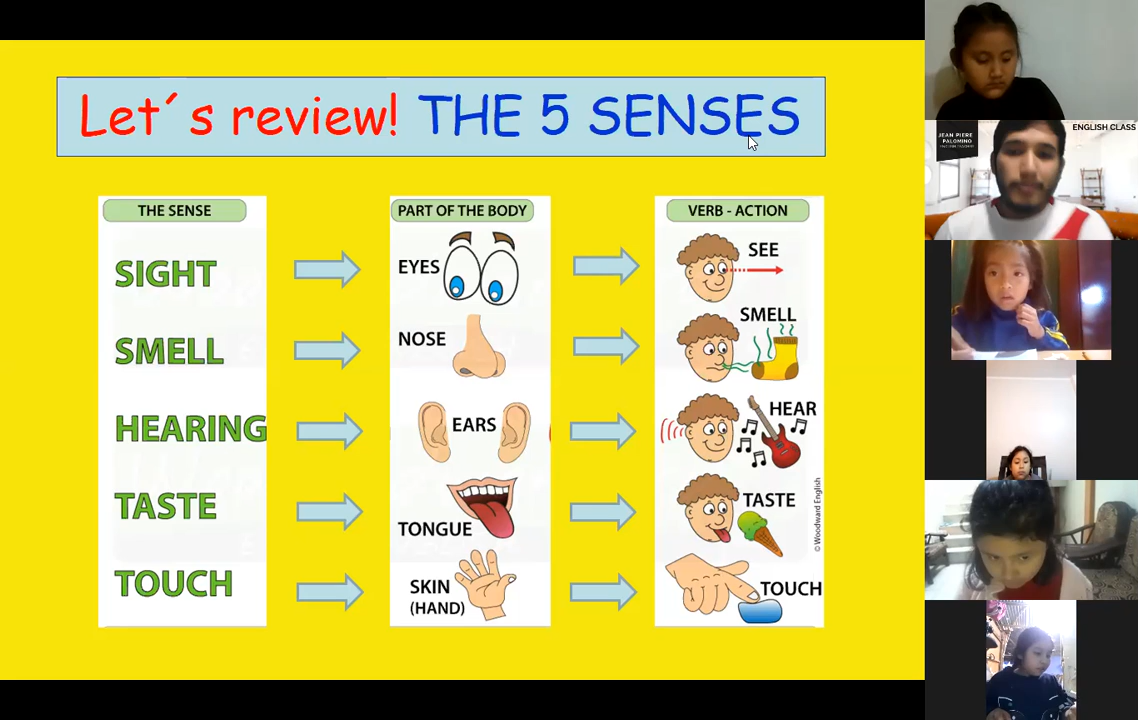 Let´s review! THE 5 SENSES
THE SENSE
SIGHT
SMELL
HEARING
TASTE
TOUCH
PART OF THE BODY
EYES
NOSE
EARS
TONGUE
SKIN
(HAND)
VERB - ACTION
SEE
SMELL
HEAR
TASTE
TOUCH
© Woodward English
JEAN PIERE
PALOMINO
ENGLISH CLASS